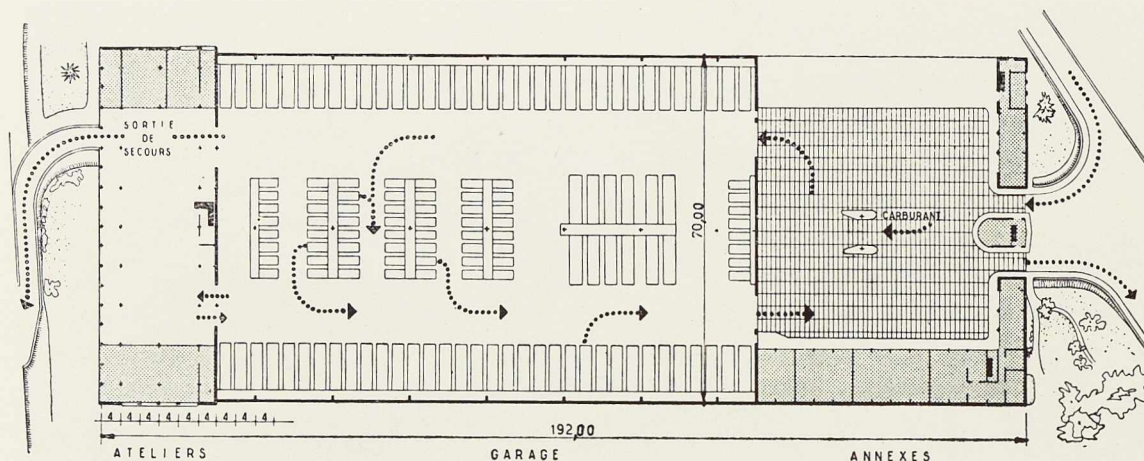 SORTIE
DE
SECOURS
CARBURANT
70,00
4 4 4 4 4 4 4 4 4
192,00
ATELIERS GARAGE ANNEXES